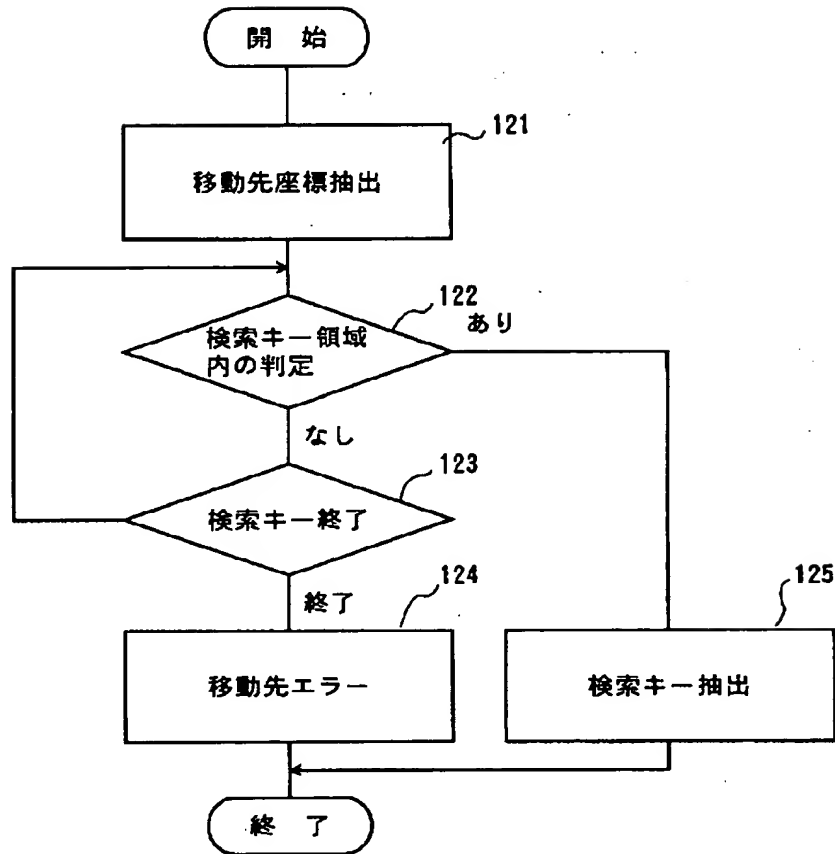 開 始
121
移動先座標抽出
122
あり
検索キー領域
内の判定
なし
123
検索キー終了
124
終了
125
移動先エラー
検索キー抽出
終 了